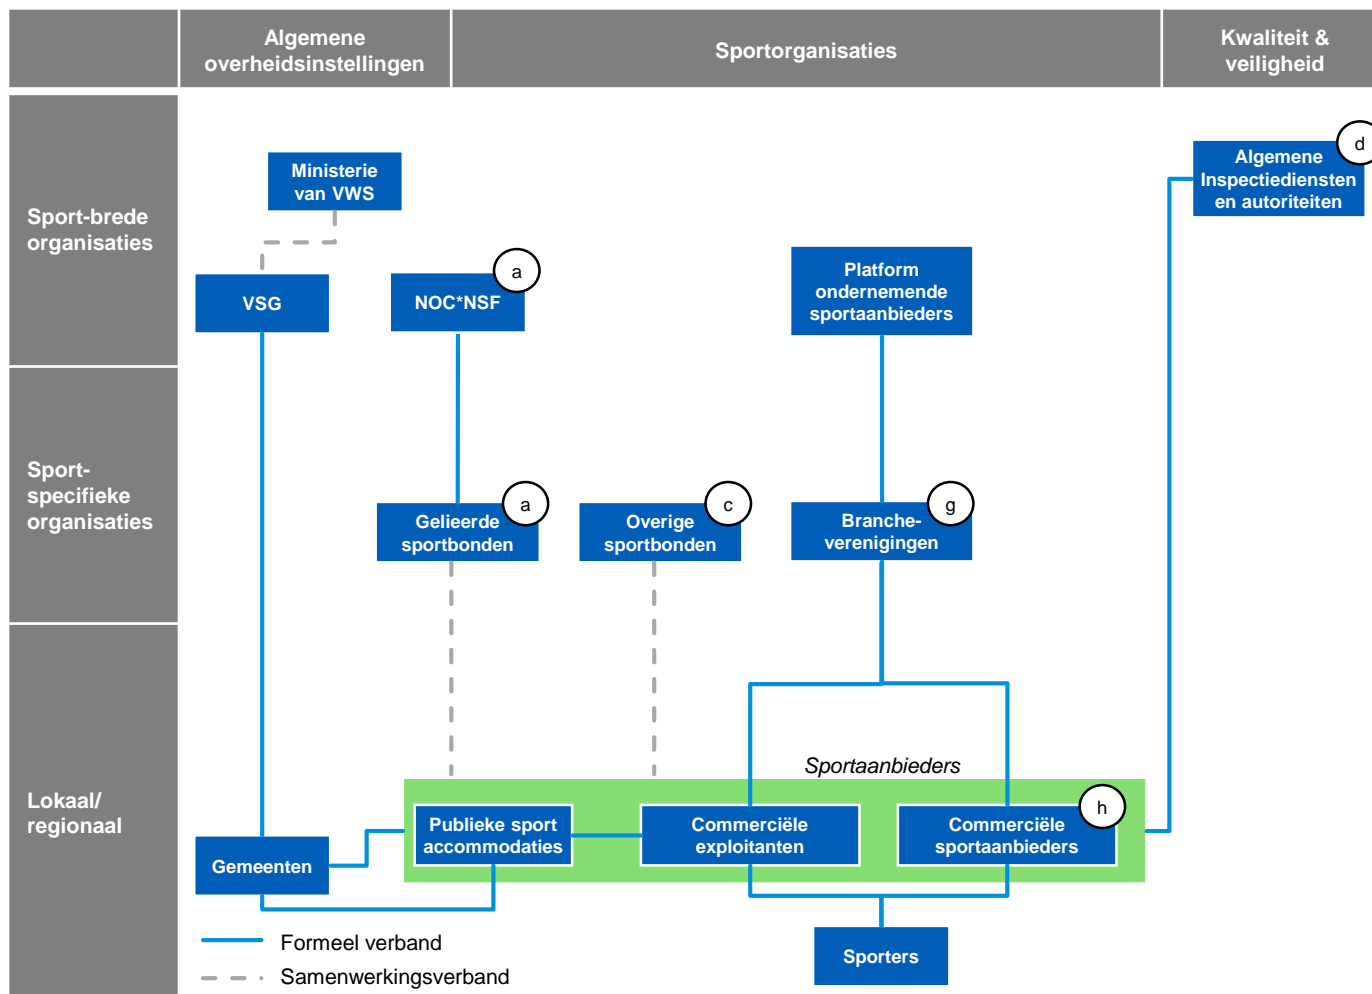 Algemene
overheidsinstellingen
Sportorganisaties
Kwaliteit &
veiligheid
Sport-brede
organisaties
Ministerie
van VWS
d
Algemene
Inspectiediensten
en autoriteiten
VSG
a
NOC*NSF
Platform
ondernemende
sportaanbieders
Sport-
specifieke
organisaties
a
Gelieerde
sportbonden
c
Overige
sportbonden
g
Branche-
verenigingen
Lokaal/
regionaal
Sportaanbieders
Publieke sport
accommodaties
Commerciële
exploitanten
h
Commerciële
sportaanbieders
Gemeenten
Sporters
Formeel verband
Samenwerkingsverband